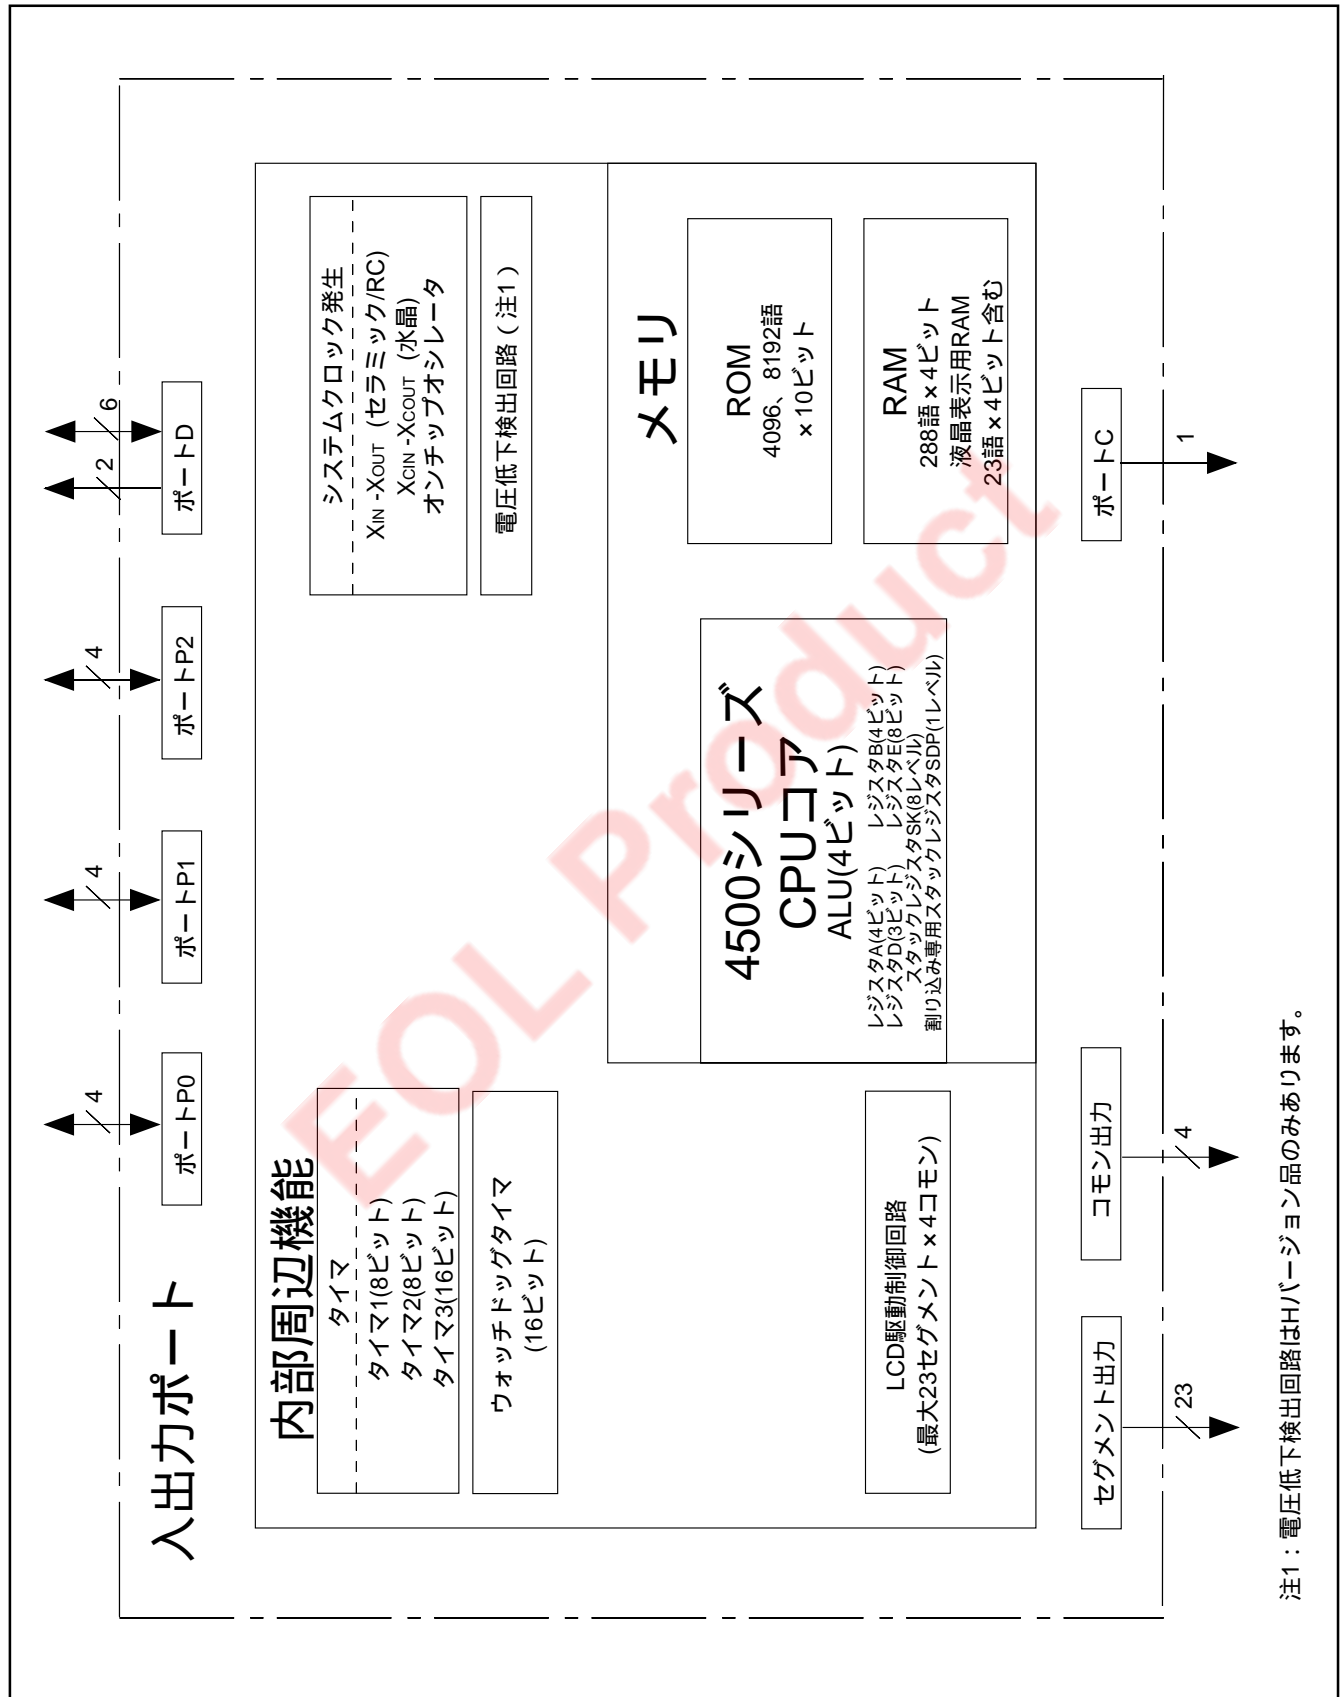 入出力ポート
4
ポートP0
4
ポートP1
4
ポートP2
2
6
ポートD
内部周辺機能
タイマ
タイマ1(8ビット)
タイマ2(8ビット)
タイマ3(16ビット)
ウォッチドッグタイマ
(16ビット)
LCD駆動制御回路
(最大23セグメント×4コモン)
システムクロック発生
XIN -XOUT (セラミック/RC)
XCIN -XCOUT (水晶)
オンチップオシレータ
電圧低下検出回路(注1)
4500シリーズ
CPUコア
ALU(4ビット)
レジスタA(4ビット) レジスタB(4ビット)
レジスタD(3ビット) レジスタE(8ビット)
スタックレジスタSK(8レベル)
割り込み専用スタックレジスタSDP(1レベル)
メモリ
ROM
4096、8192語
×10ビット
RAM
288語×4ビット
液晶表示用RAM
23語×4ビット含む
セグメント出力
23
コモン出力
4
ポートC
1
注1:電圧低下検出回路はHバージョン品のみあります。
EOL Product